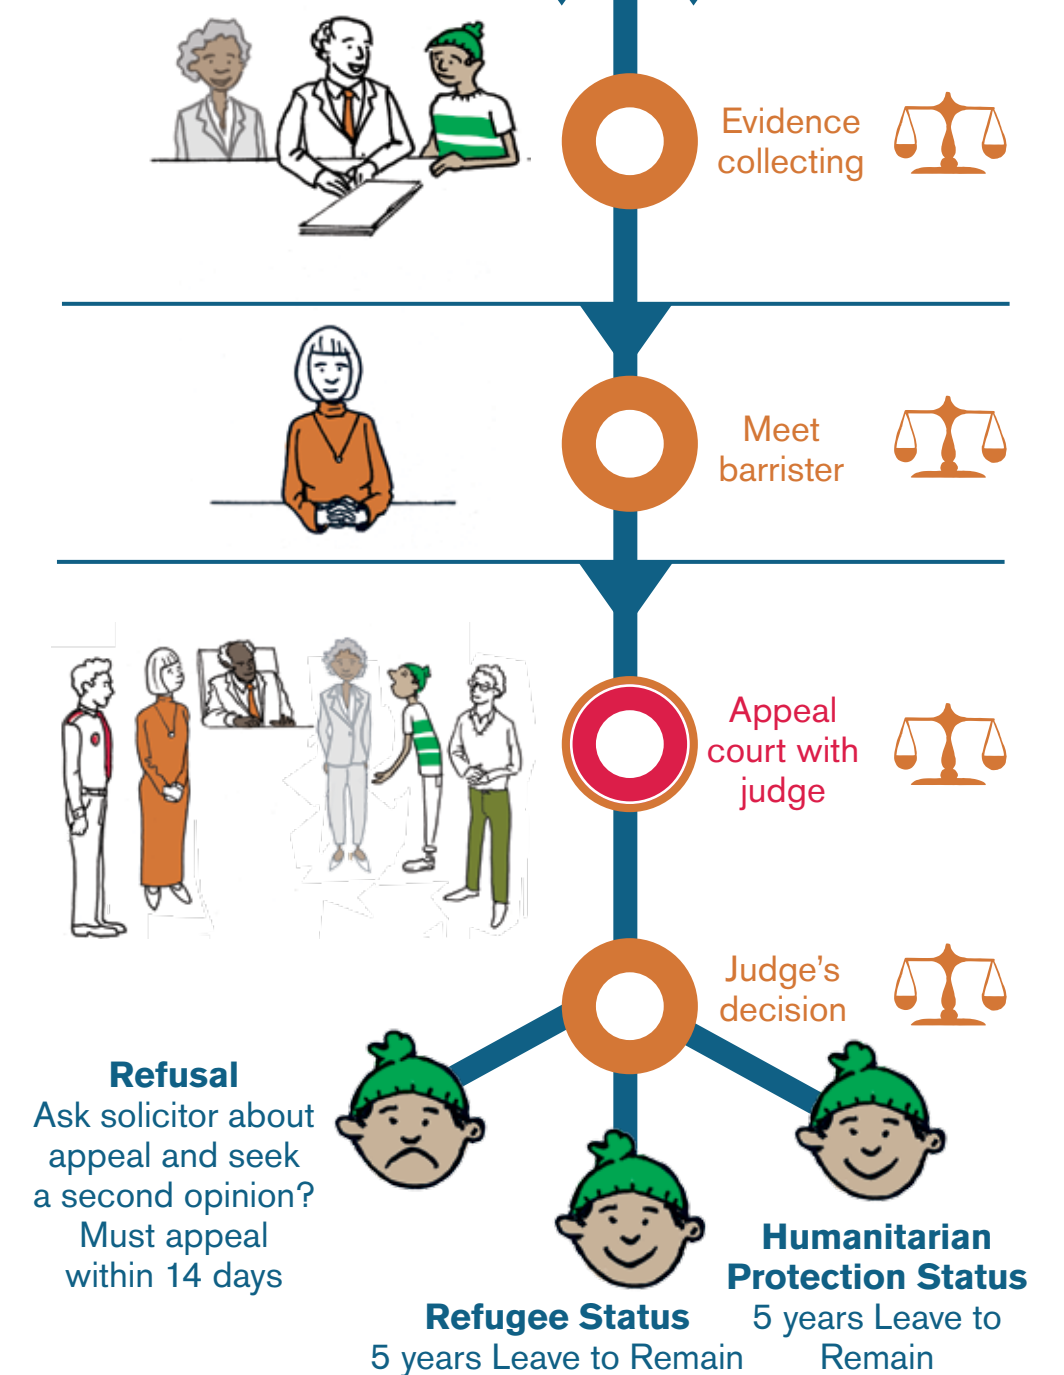 Evidence
collecting
Meet
barrister
Appeal
court with
judge
Judge’s
decision
Refusal
Ask solicitor about
appeal and seek
a second opinion?
Must appeal
within 14 days
Refugee Status
5 years Leave to Remain
Humanitarian
Protection Status
5 years Leave to
Remain